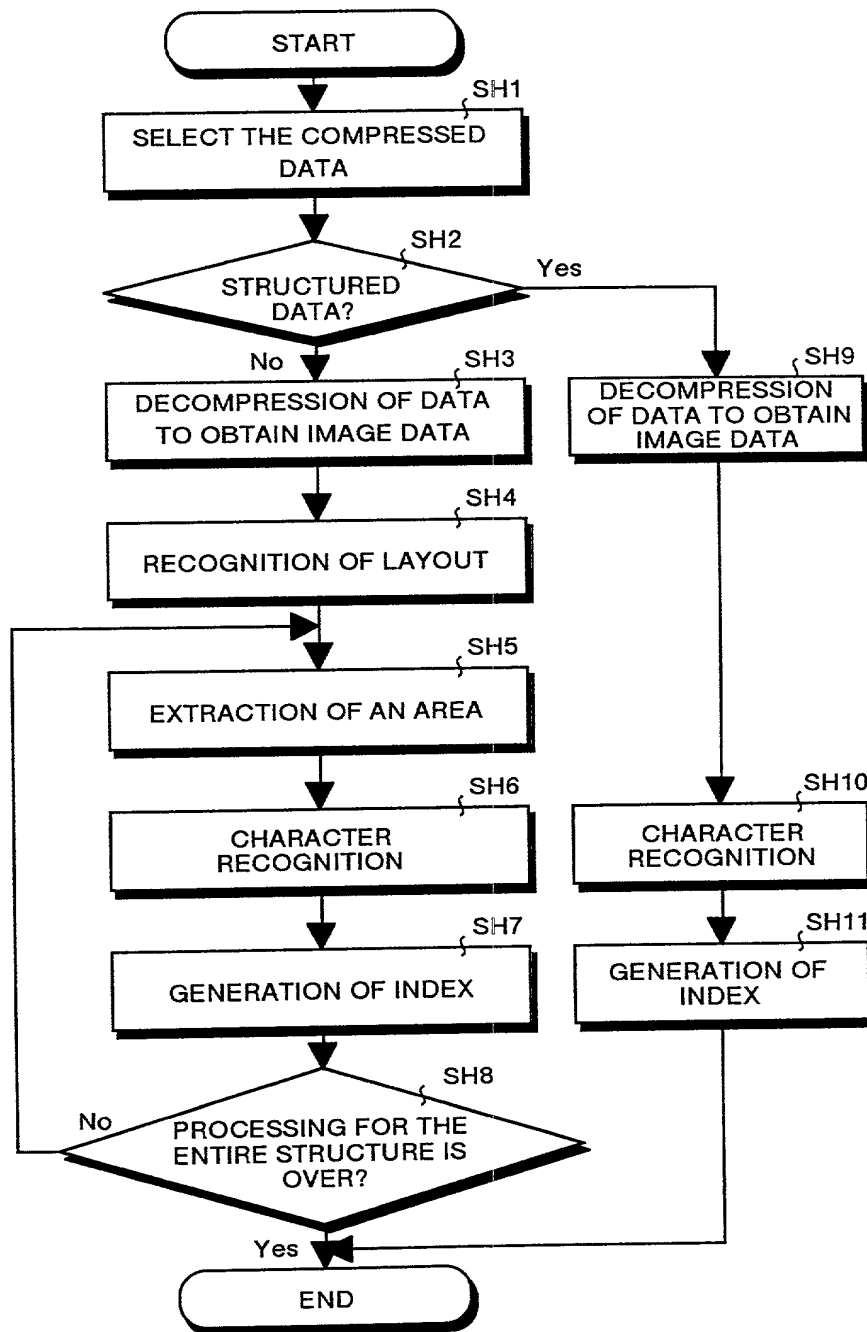 START
SH1
SELECT THE COMPRESSED
DATA
SH2
STRUCTURED
DATA?
Yes
No
SH3
DECOMPRESSION OF DATA
TO OBTAIN IMAGE DATA
SH9
DECOMPRESSION
OF DATA TO OBTAIN
IMAGE DATA
SH4
RECOGNITION OF LAYOUT
SH5
EXTRACTION OF AN AREA
SH6
CHARACTER
RECOGNITION
SH10
CHARACTER
RECOGNITION
SH7
GENERATION OF INDEX
SH11
GENERATION OF
INDEX
SH8
No
PROCESSING FOR THE
ENTIRE STRUCTURE IS
OVER?
Yes
END